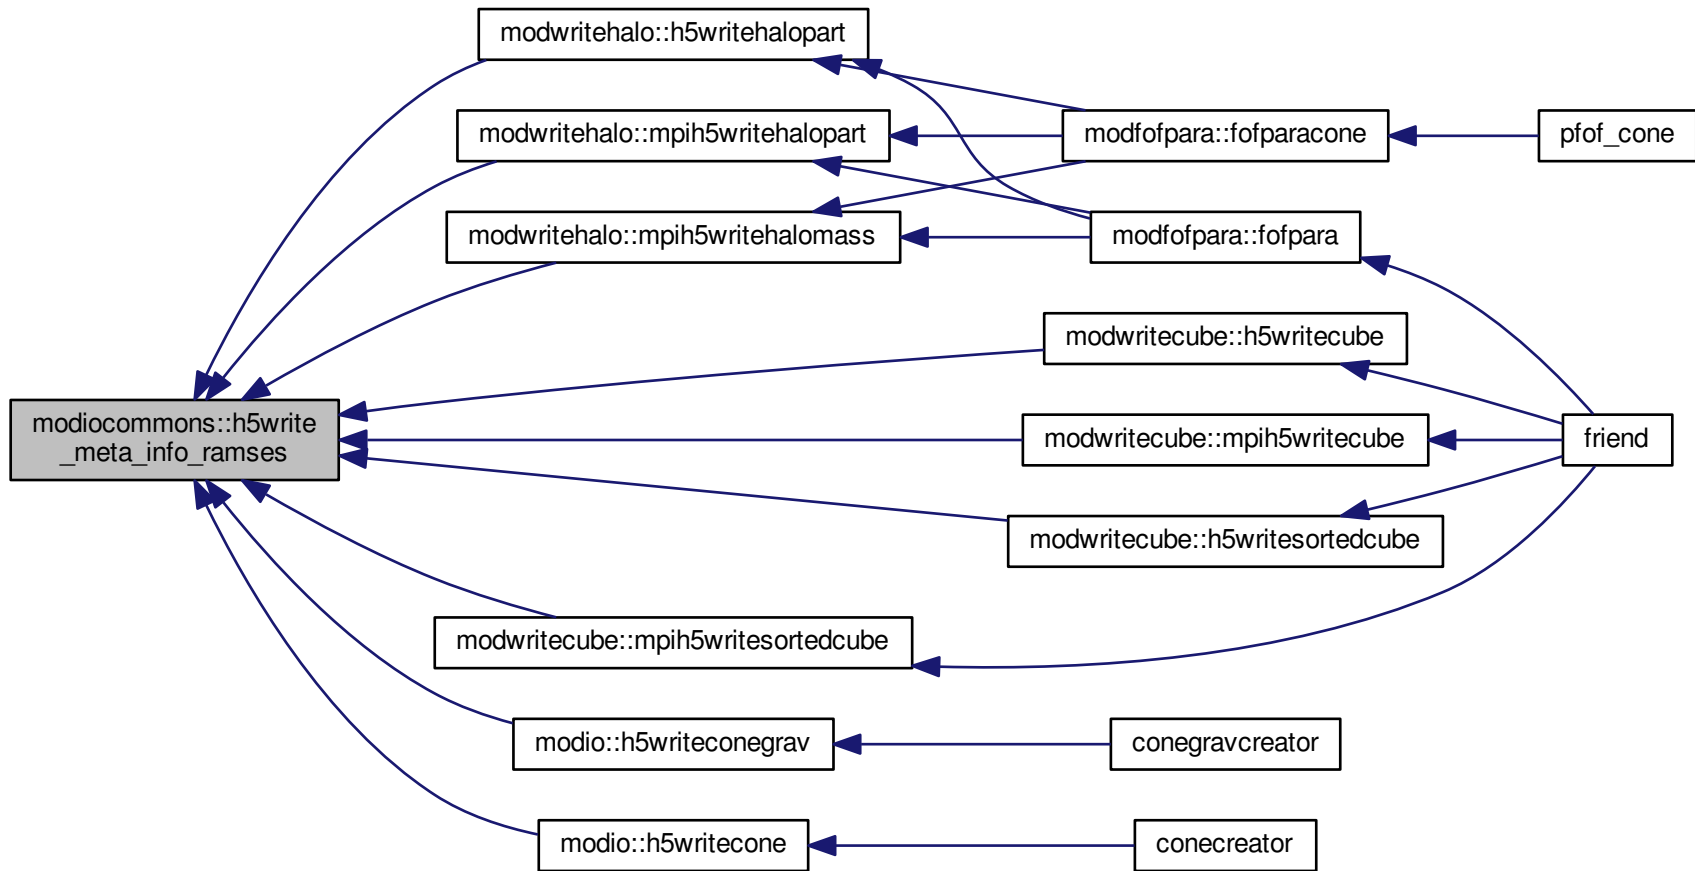 modwritehalo::h5writehalopart
modwritehalo::mpih5writehalopart
modfofpara::fofparacone
pfof_cone
modwritehalo::mpih5writehalomass
modfofpara::fofpara
modwritecube::h5writecube
modiocommons::h5write
_meta_info_ramses
modwritecube::mpih5writecube
friend
modwritecube::h5writesortedcube
modwritecube::mpih5writesortedcube
modio::h5writeconegrav
conegravcreator
modio::h5writecone
conecreator